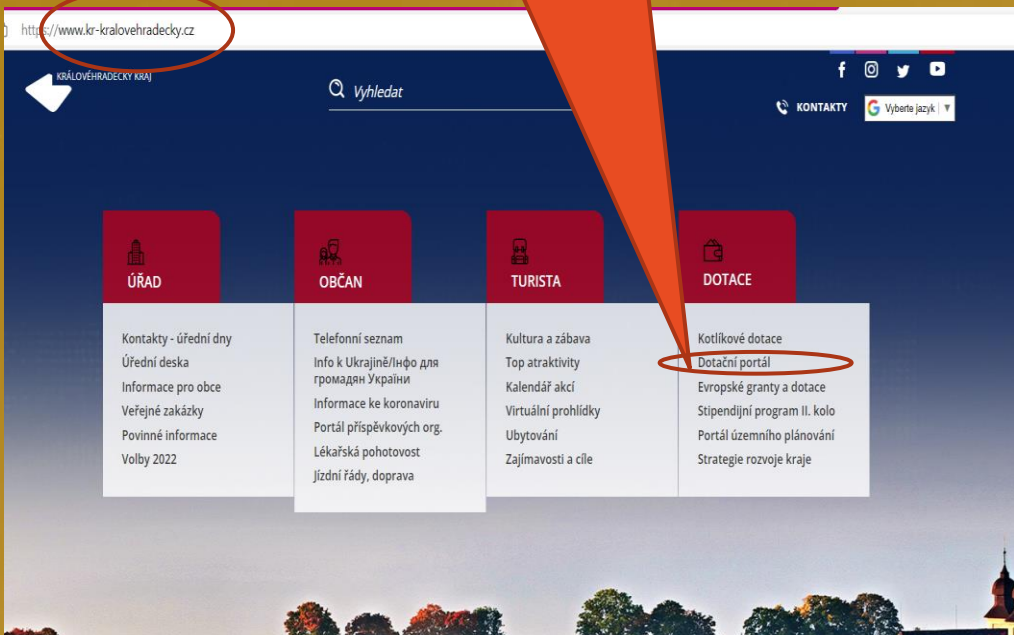 https://www.kr-kralovehradecky.cz
KRÁLOVÉHRADECKÝ KRAJ
Vyhledat
KONTAKTY
Vyberte jazyk
ÚŘAD
Kontakty - úřední dny
Úřední deska
Informace pro obce
Veřejné zakázky
Povinné informace
Volby 2022
OBČAN
Telefonní seznam
Info k Ukrajině/Інфо для
громадян України
Informace ke koronaviru
Portál příspěvkových org.
Lékařská pohotovost
Jízdní řády, doprava
TURISTA
Kultura a zábava
Top atraktivity
Kalendář akcí
Virtuální prohlídky
Ubytování
Zajímavosti a cíle
DOTACE
Kotlíkové dotace
Dotační portál
Evropské granty a dotace
Stipendijní program II. kolo
Portál územního plánování
Strategie rozvoje kraje